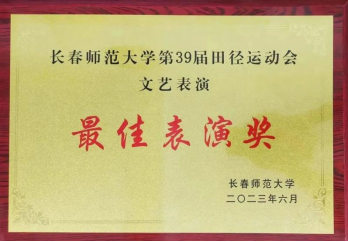 长春师范大学第39届田径运动会
文艺表演
最佳表演奖
长春师范大学
二〇二三年六月